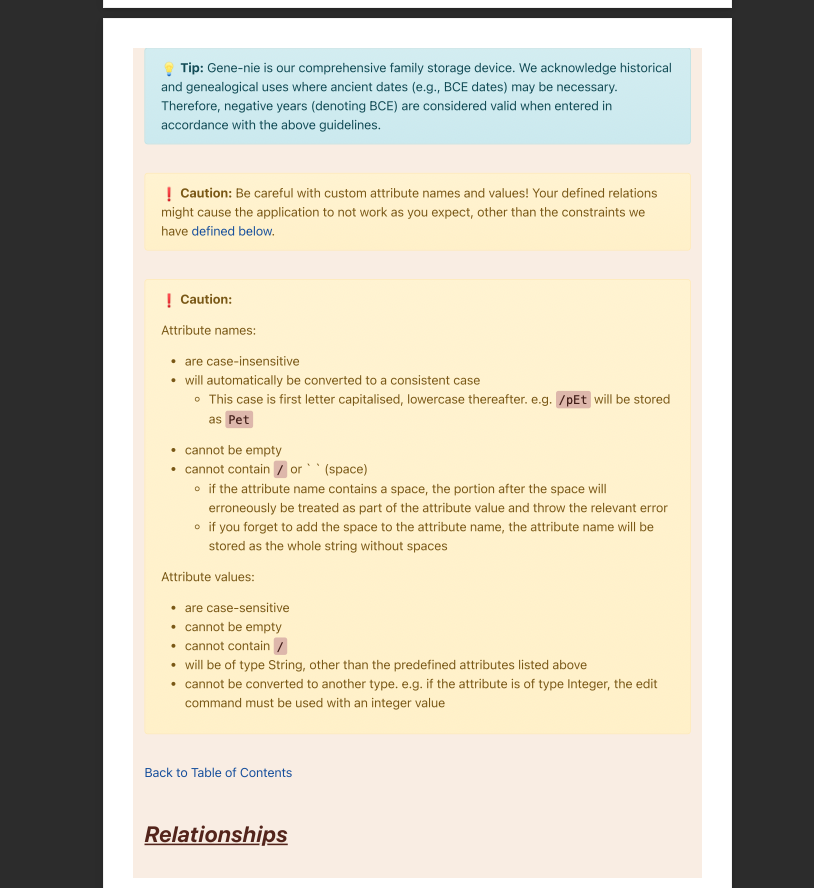 💡 Tip: Gene-nie is our comprehensive family storage device. We acknowledge historical
and genealogical uses where ancient dates (e.g., BCE dates) may be necessary.
Therefore, negative years (denoting BCE) are considered valid when entered in
accordance with the above guidelines.
❗ Caution: Be careful with custom attribute names and values! Your defined relations
might cause the application to not work as you expect, other than the constraints we
have defined below.
❗ Caution:
Attribute names:
• are case-insensitive
• will automatically be converted to a consistent case
◦ This case is first letter capitalised, lowercase thereafter. e.g. /pEt will be stored
as Pet
• cannot be empty
• cannot contain / or ` ` (space)
◦ if the attribute name contains a space, the portion after the space will
erroneously be treated as part of the attribute value and throw the relevant error
◦ if you forget to add the space to the attribute name, the attribute name will be
stored as the whole string without spaces
Attribute values:
• are case-sensitive
• cannot be empty
• cannot contain /
• will be of type String, other than the predefined attributes listed above
• cannot be converted to another type. e.g. if the attribute is of type Integer, the edit
command must be used with an integer value
Back to Table of Contents
Relationships